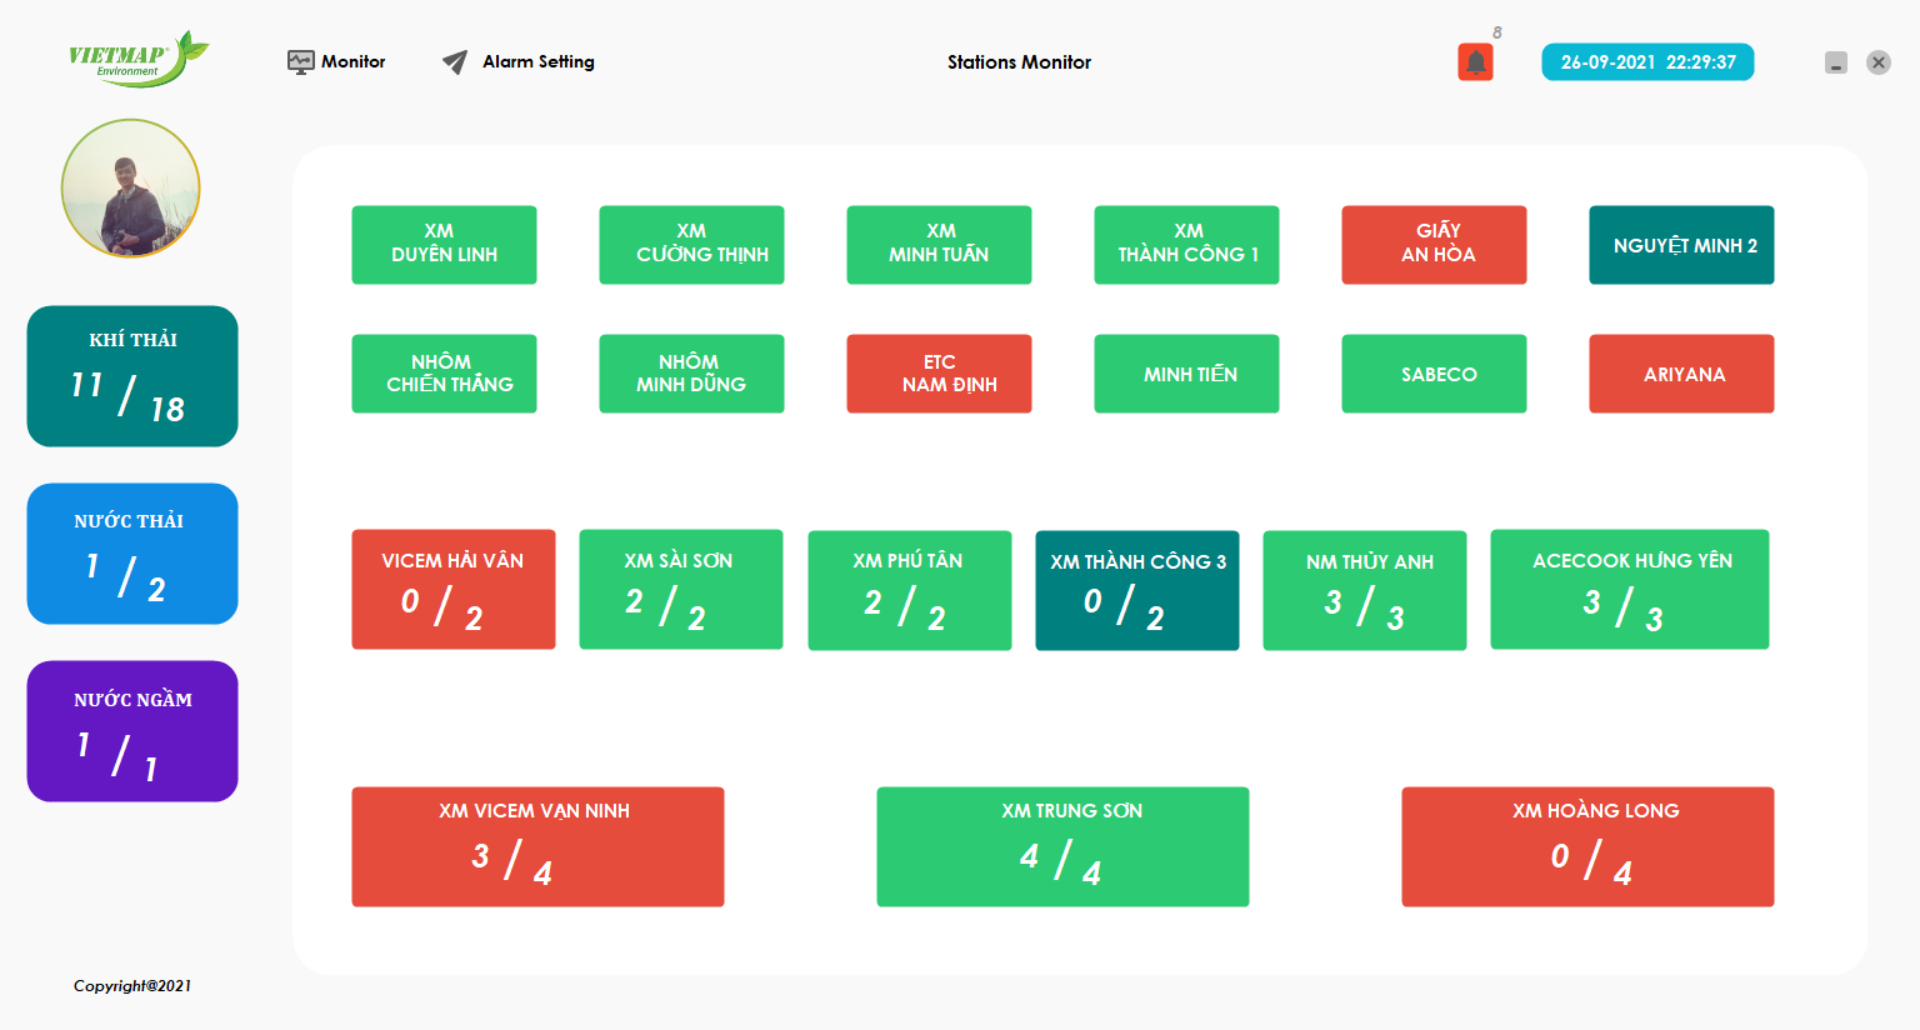 VIETMAP®
Environment
Monitor
Alarm Setting
Stations Monitor
8
26-09-2021 22:29:37
KHÍ THẢI
11 / 18
NƯỚC THẢI
1 / 2
NƯỚC NGẦM
1 / 1
XM
DUYÊN LINH
XM
CƯỜNG THỊNH
XM
MINH TUẤN
XM
THÀNH CÔNG 1
GIẤY
AN HÒA
NGUYỆT MINH 2
NHÔM
CHIẾN THẮNG
NHÔM
MINH DŨNG
ETC
NAM ĐỊNH
MINH TIẾN
SABECO
ARIYANA
VICEM HẢI VÂN
0 / 2
XM SÀI SƠN
2 / 2
XM PHÚ TÂN
2 / 2
XM THÀNH CÔNG 3
0 / 2
NM THỦY ANH
3 / 3
ACECOOK HƯNG YÊN
3 / 3
XM VICEM VẠN NINH
3 / 4
XM TRUNG SƠN
4 / 4
XM HOÀNG LONG
0 / 4
Copyright@2021